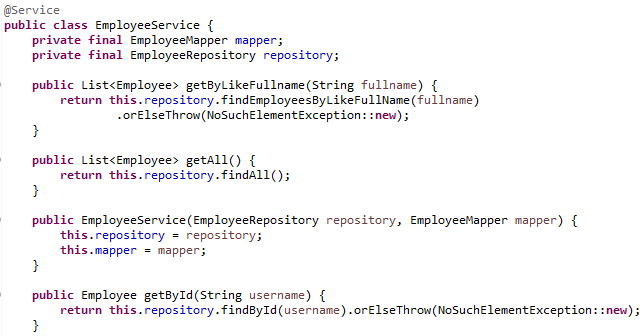 @Service
public class EmployeeService {
    private final EmployeeMapper mapper;
    private final EmployeeRepository repository;

    public List<Employee> getByLikeFullname(String fullname) {
        return this.repository.findEmployeesByLikeFullName(fullname)
                .orElseThrow(NoSuchElementException::new);
    }

    public List<Employee> getAll() {
        return this.repository.findAll();
    }

    public EmployeeService(EmployeeRepository repository, EmployeeMapper mapper) {
        this.repository = repository;
        this.mapper = mapper;
    }

    public Employee getById(String username) {
        return this.repository.findById(username).orElseThrow(NoSuchElementException::new);
    }